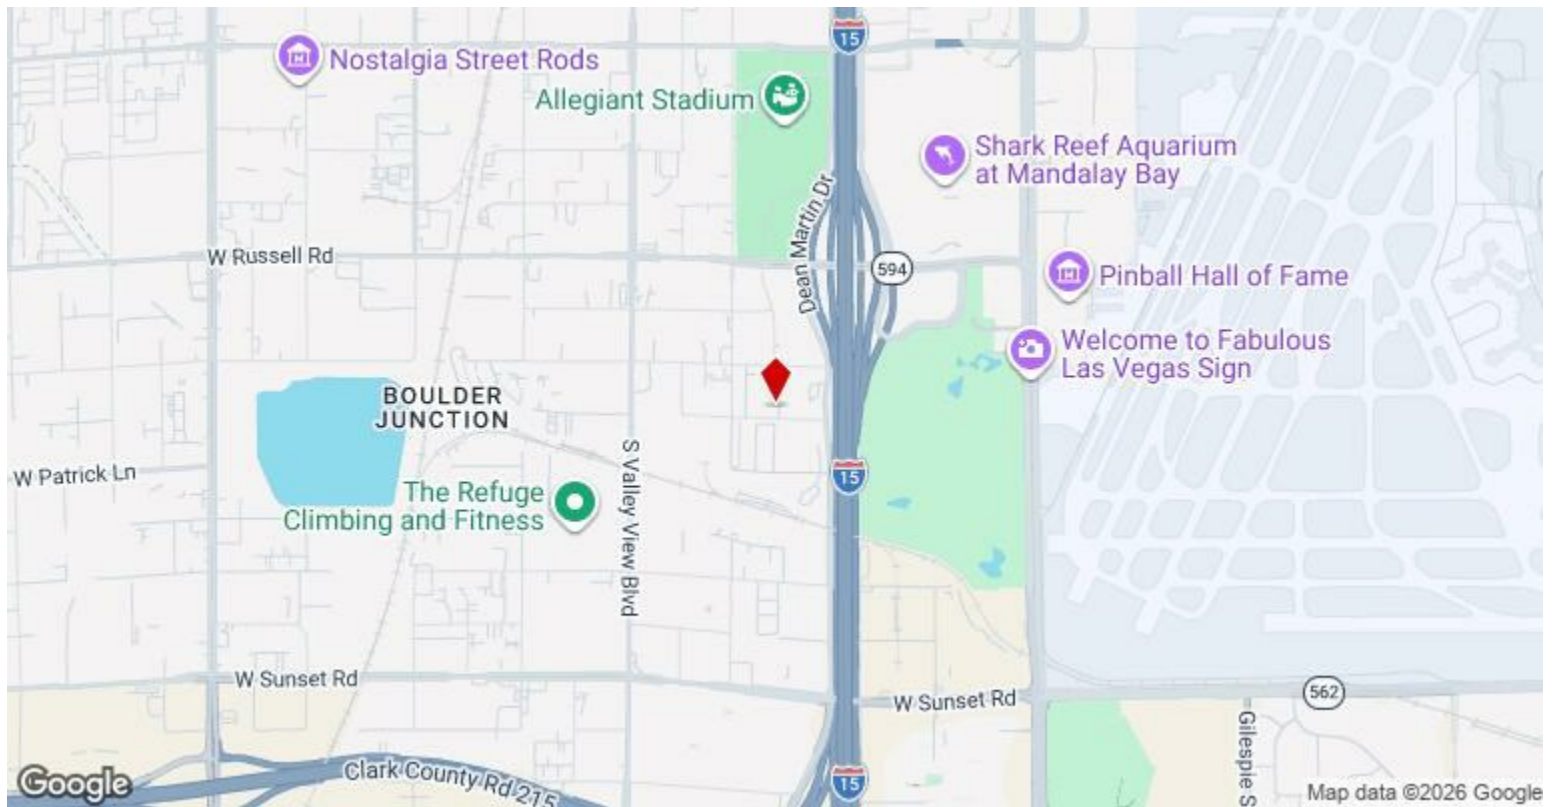 15
Nostalgia Street Rods
Allegiant Stadium
Shark Reef Aquarium
at Mandalay Bay
Dean Martin Dr
W Russell Rd
594
Pinball Hall of Fame
Welcome to Fabulous
Las Vegas Sign
BOULDER
JUNCTION
S Valley View Blvd
W Patrick Ln
15
The Refuge
Climbing and Fitness
W Sunset Rd
W Sunset Rd
562
Gilespie S
Clark County Rd 215
15
Google
Map data ©2026 Google